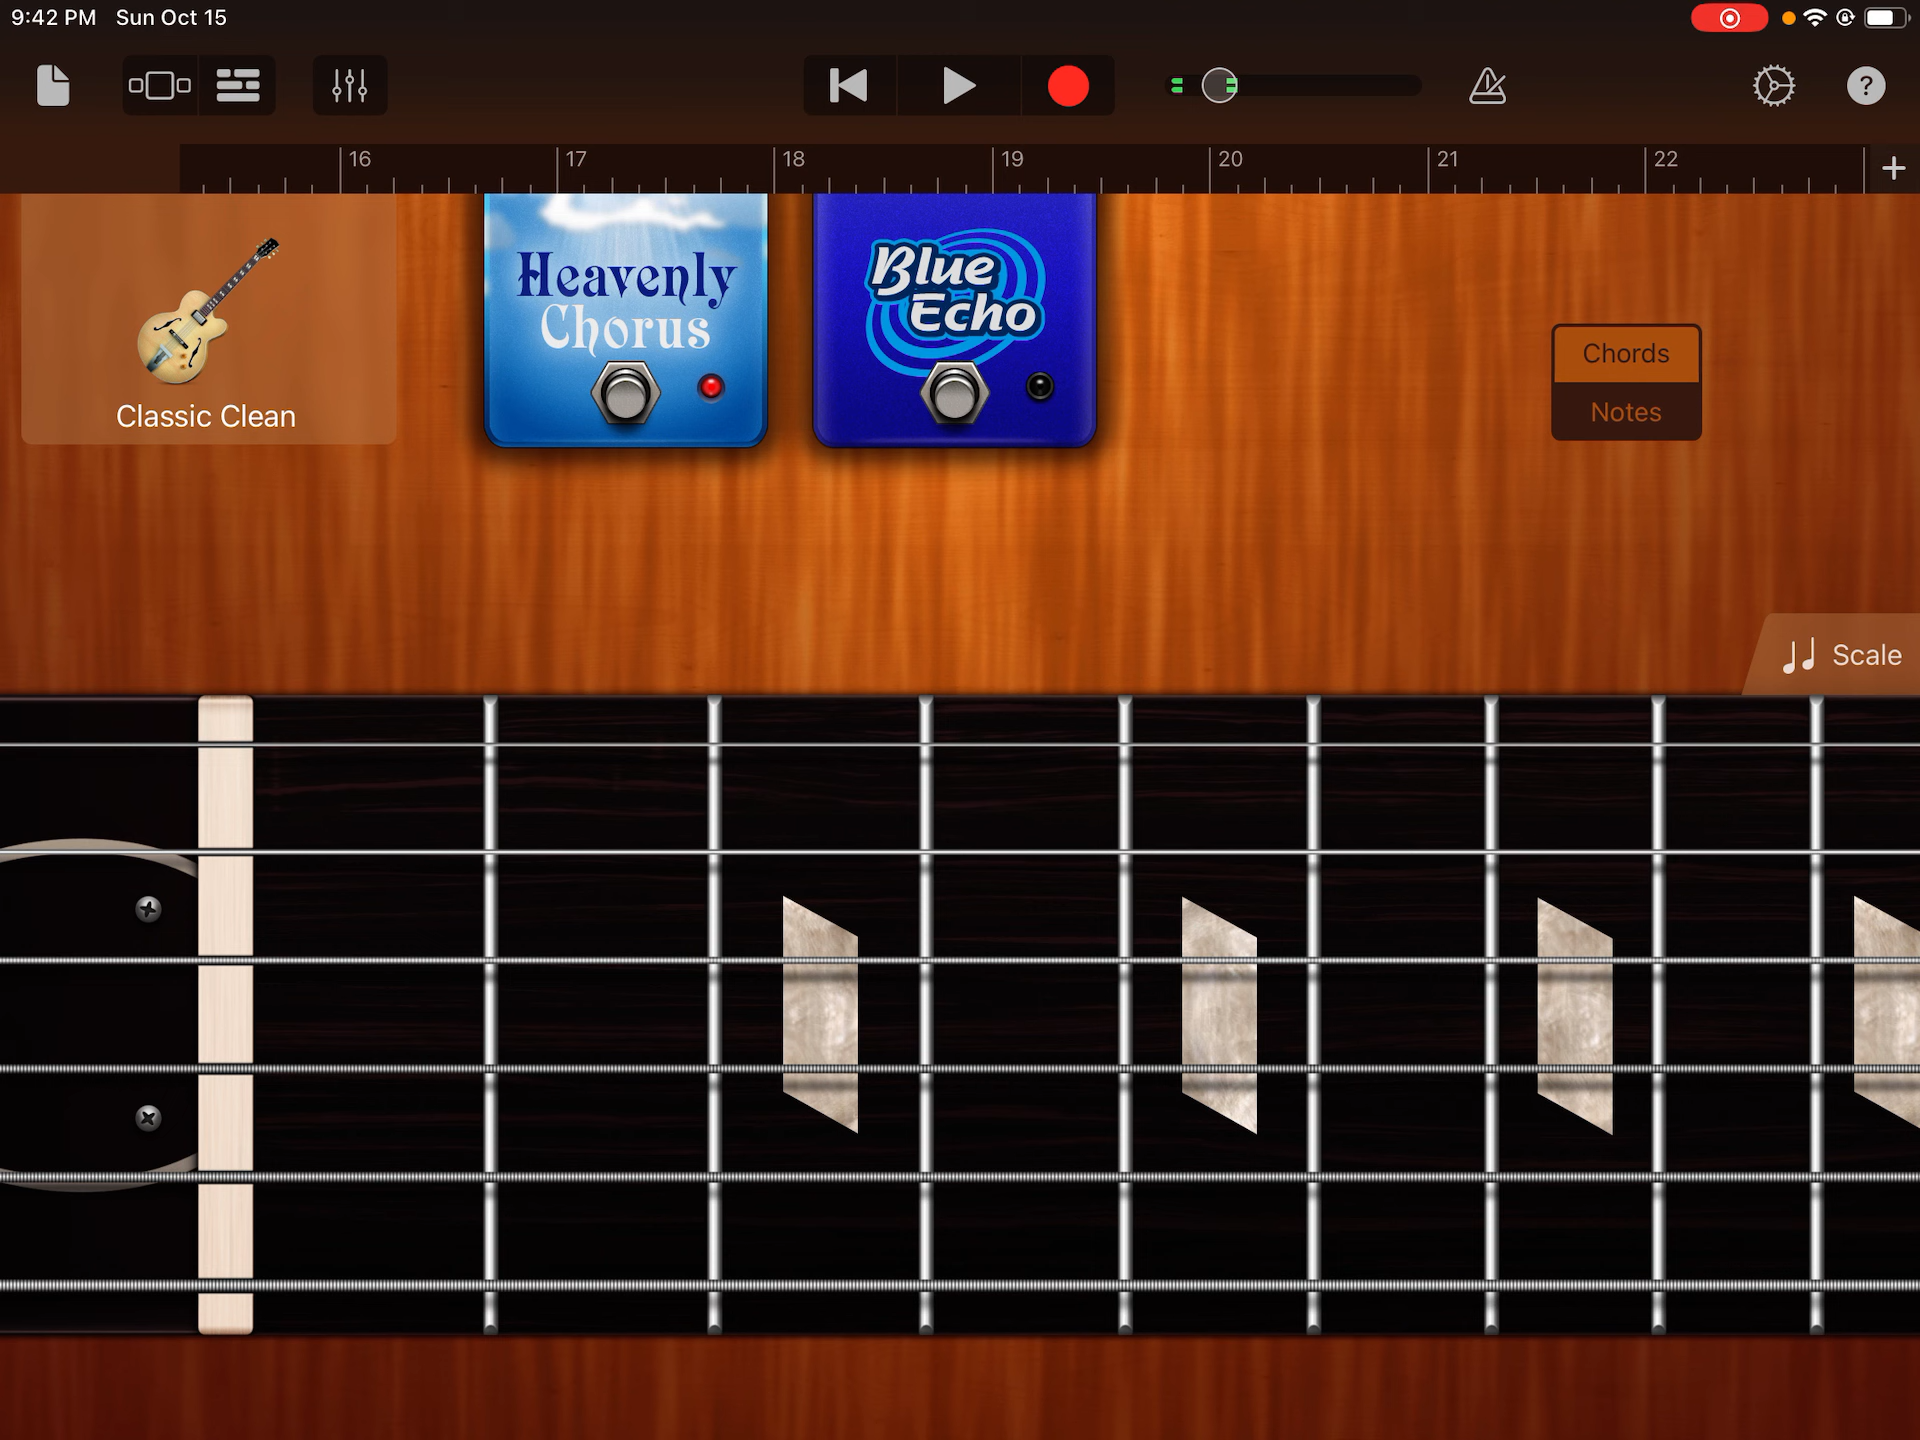 9:42 PM Sun Oct 15
?
16 17 18 19 20 21 22 +
Heavenly
Chorus
Blue
Echo
Classic Clean
Chords
Notes
Scale